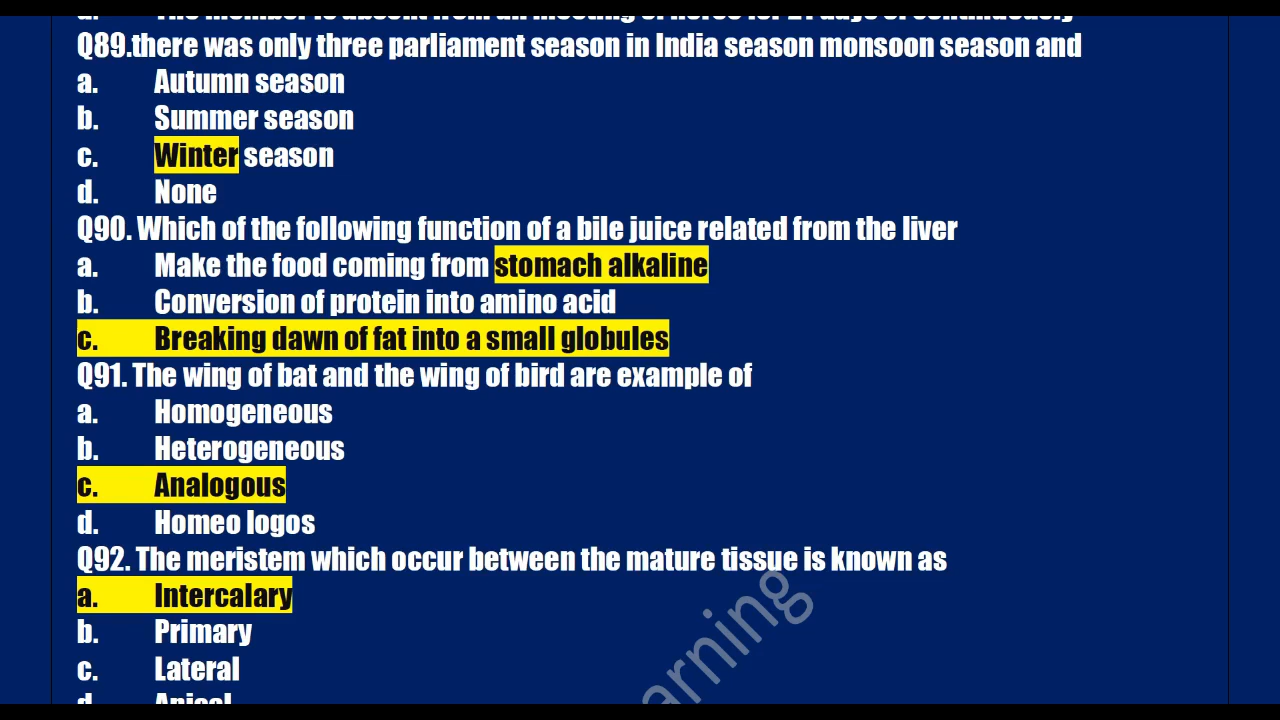 Q89.there was only three parliament season in India season monsoon season and
a. Autumn season
b. Summer season
c. Winter season
d. None
Q90. Which of the following function of a bile juice related from the liver
a. Make the food coming from stomach alkaline
b. Conversion of protein into amino acid
c. Breaking dawn of fat into a small globules
Q91. The wing of bat and the wing of bird are example of
a. Homogeneous
b. Heterogeneous
c. Analogous
d. Homeo logos
Q92. The meristem which occur between the mature tissue is known as
a. Intercalary
b. Primary
c. Lateral
d. Apical
arning